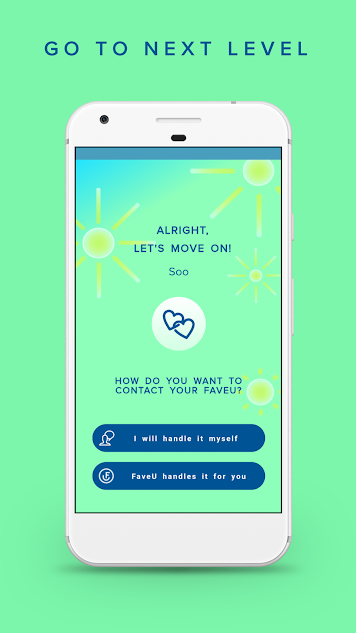 GO TO NEXT LEVEL
ALRIGHT,
LET'S MOVE ON!
Soo
HOW DO YOU WANT TO
CONTACT YOUR FAVEU?
I will handle it myself
FaveU handles it for you